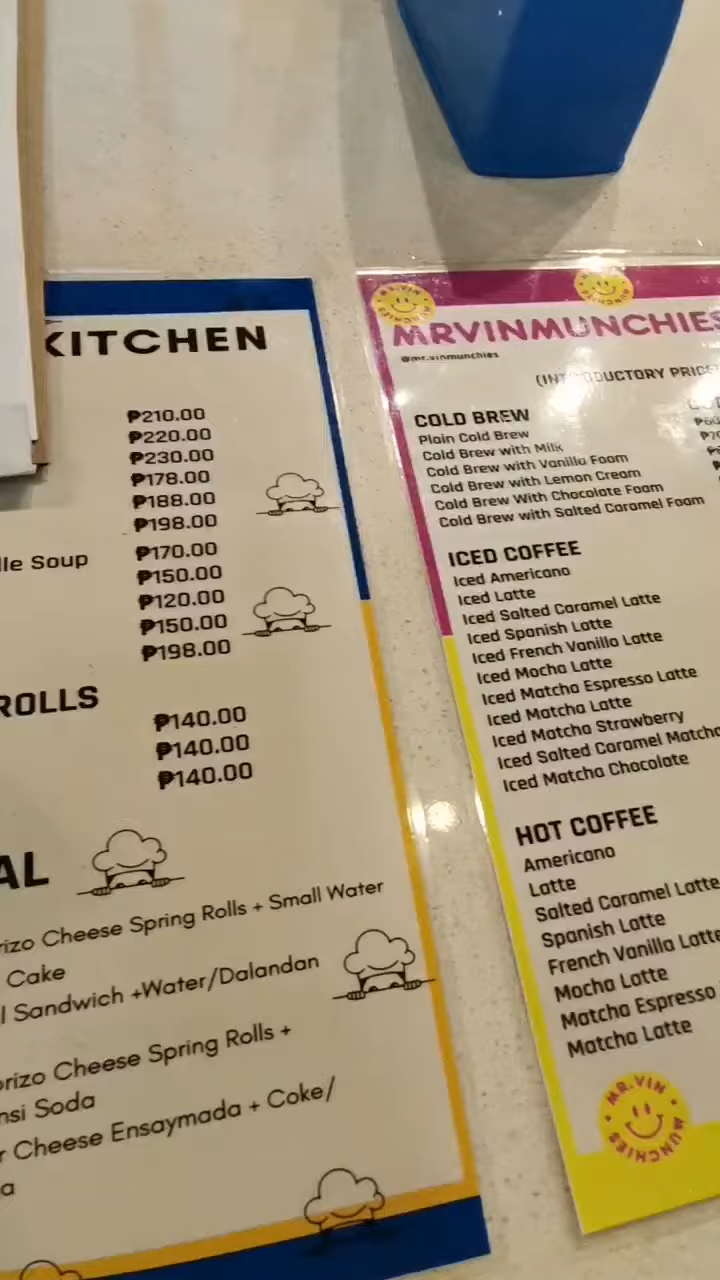 KITCHEN
₱210.00
₱220.00
₱230.00
₱178.00
₱188.00
₱198.00
Soup ₱170.00
₱150.00
₱120.00
₱150.00
₱198.00
ROLLS
₱140.00
₱140.00
₱140.00
Cheese Spring Rolls + Small Water
Cake
Sandwich +Water/Dalandan
Cheese Spring Rolls +
Soda
Cheese Ensaymada + Coke/
MRVINMUNCHIES
@mr.vinmunchies
(INTRODUCTORY PRICE
COLD BREW
Plain Cold Brew
Cold Brew with Milk
Cold Brew with Vanilla Foam
Cold Brew with Lemon Cream
Cold Brew With Chocolate Foam
Cold Brew with Salted Caramel Foam
ICED COFFEE
Iced Americano
Iced Latte
Iced Salted Caramel Latte
Iced Spanish Latte
Iced French Vanilla Latte
Iced Mocha Latte
Iced Matcha Espresso Latte
Iced Matcha Latte
Iced Matcha Strawberry
Iced Salted Caramel Matcha
Iced Matcha Chocolate
HOT COFFEE
Americano
Latte
Salted Caramel Latte
Spanish Latte
French Vanilla Latte
Mocha Latte
Matcha Espresso
Matcha Latte
MR.VIN MUNCHIES